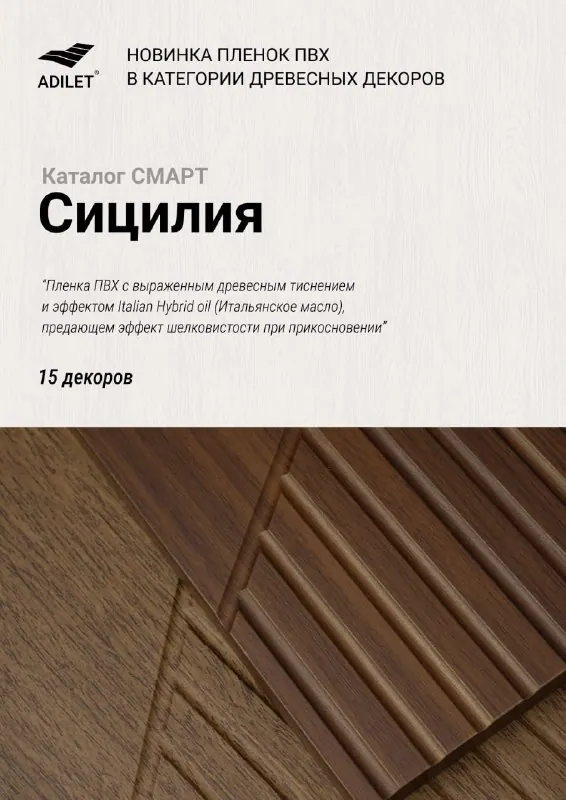 ADILET®
НОВИНКА ПЛЕНОК ПВХ
В КАТЕГОРИИ ДРЕВЕСНЫХ ДЕКОРОВ
Каталог СМАРТ
Сицилия
“Пленка ПВХ с выраженным древесным тиснением
и эффектом Italian Hybrid oil (Итальянское масло),
предающем эффект шелковистости при прикосновении”
15 декоров